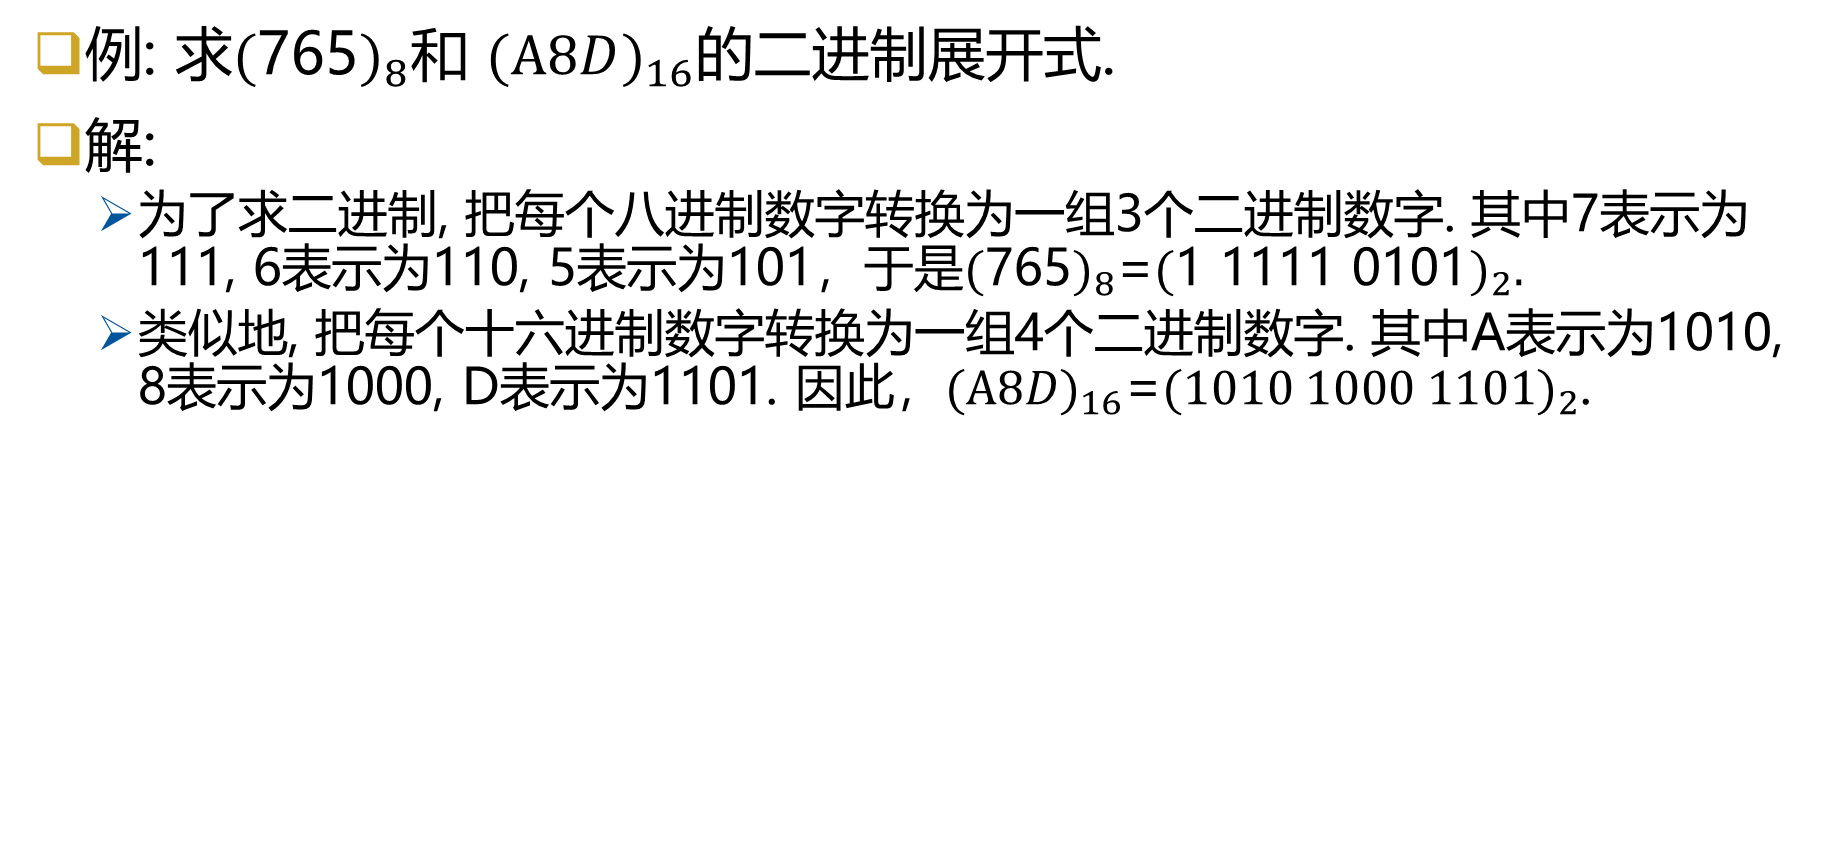 例: 求(765)₈和 (A8D)₁₆的二进制展开式.
解:
为了求二进制, 把每个八进制数字转换为一组3个二进制数字. 其中7表示为
111, 6表示为110, 5表示为101，于是(765)₈=(1 1111 0101)₂.
类似地, 把每个十六进制数字转换为一组4个二进制数字. 其中A表示为1010,
8表示为1000, D表示为1101. 因此，(A8D)₁₆=(1010 1000 1101)₂.